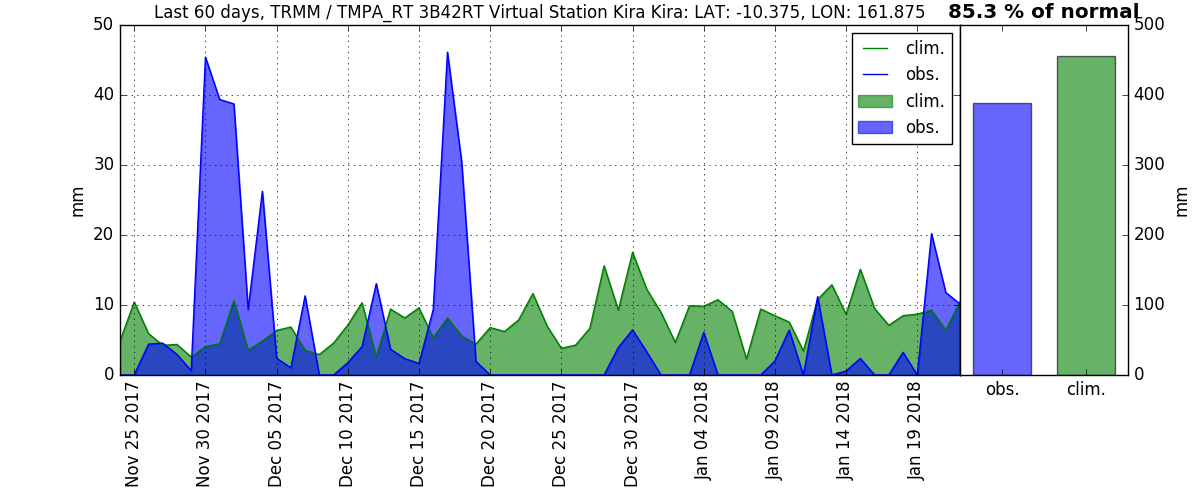 Last 60 days, TRMM / TMPA_RT 3B42RT Virtual Station Kira Kira: LAT: -10.375, LON: 161.875
85.3 % of normal
clim.
obs.
clim.
obs.
50
40
30
20
10
0
mm
500
400
300
200
100
0
mm
Nov 25 2017
Nov 30 2017
Dec 05 2017
Dec 10 2017
Dec 15 2017
Dec 20 2017
Dec 25 2017
Dec 30 2017
Jan 04 2018
Jan 09 2018
Jan 14 2018
Jan 19 2018
obs.
clim.